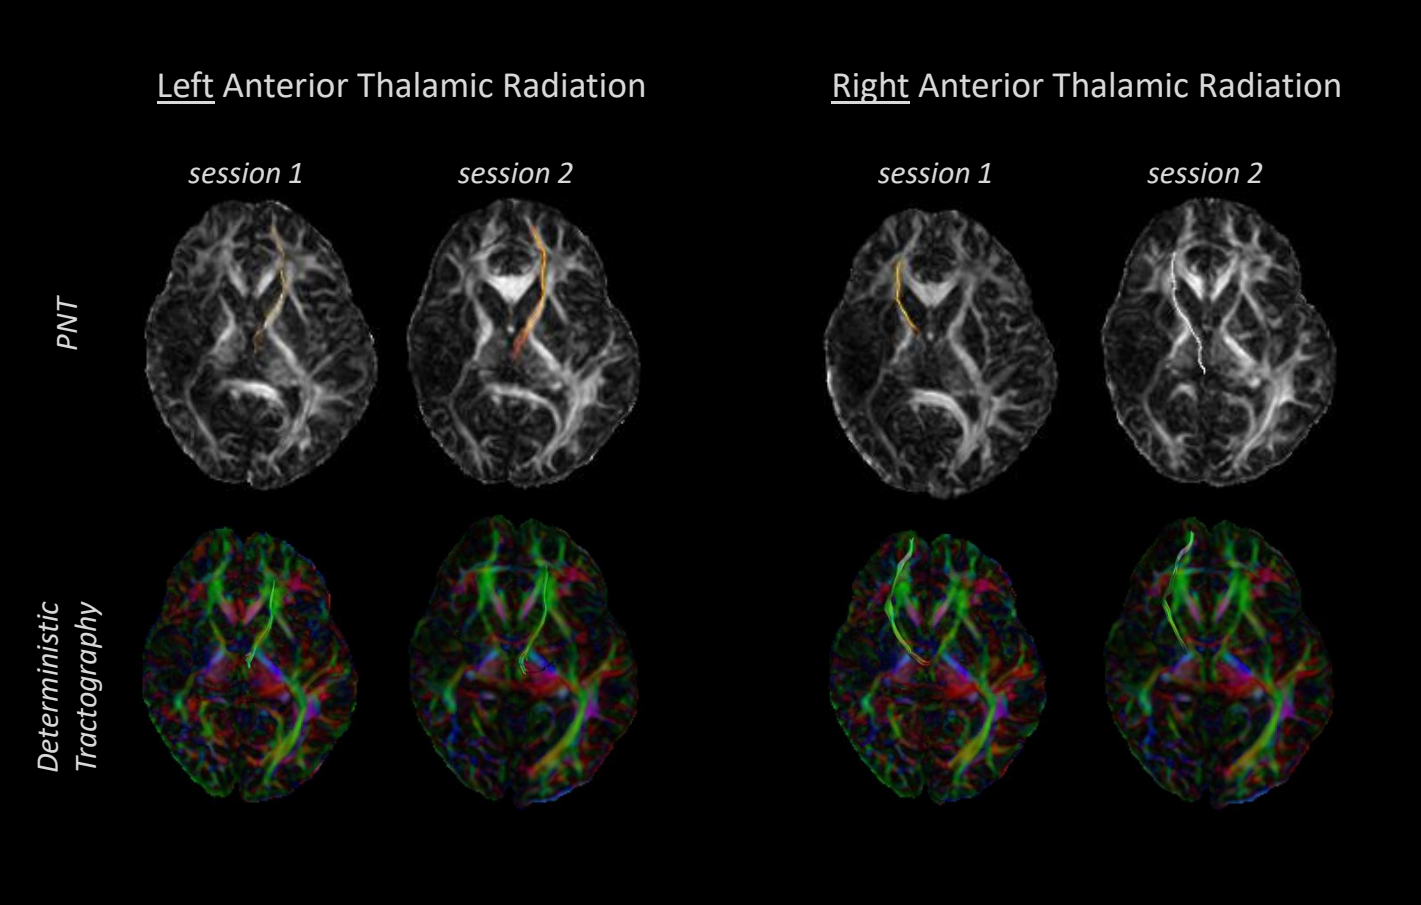 Left Anterior Thalamic Radiation
Right Anterior Thalamic Radiation
session 1
session 2
session 1
session 2
PNT
Deterministic
Tractography